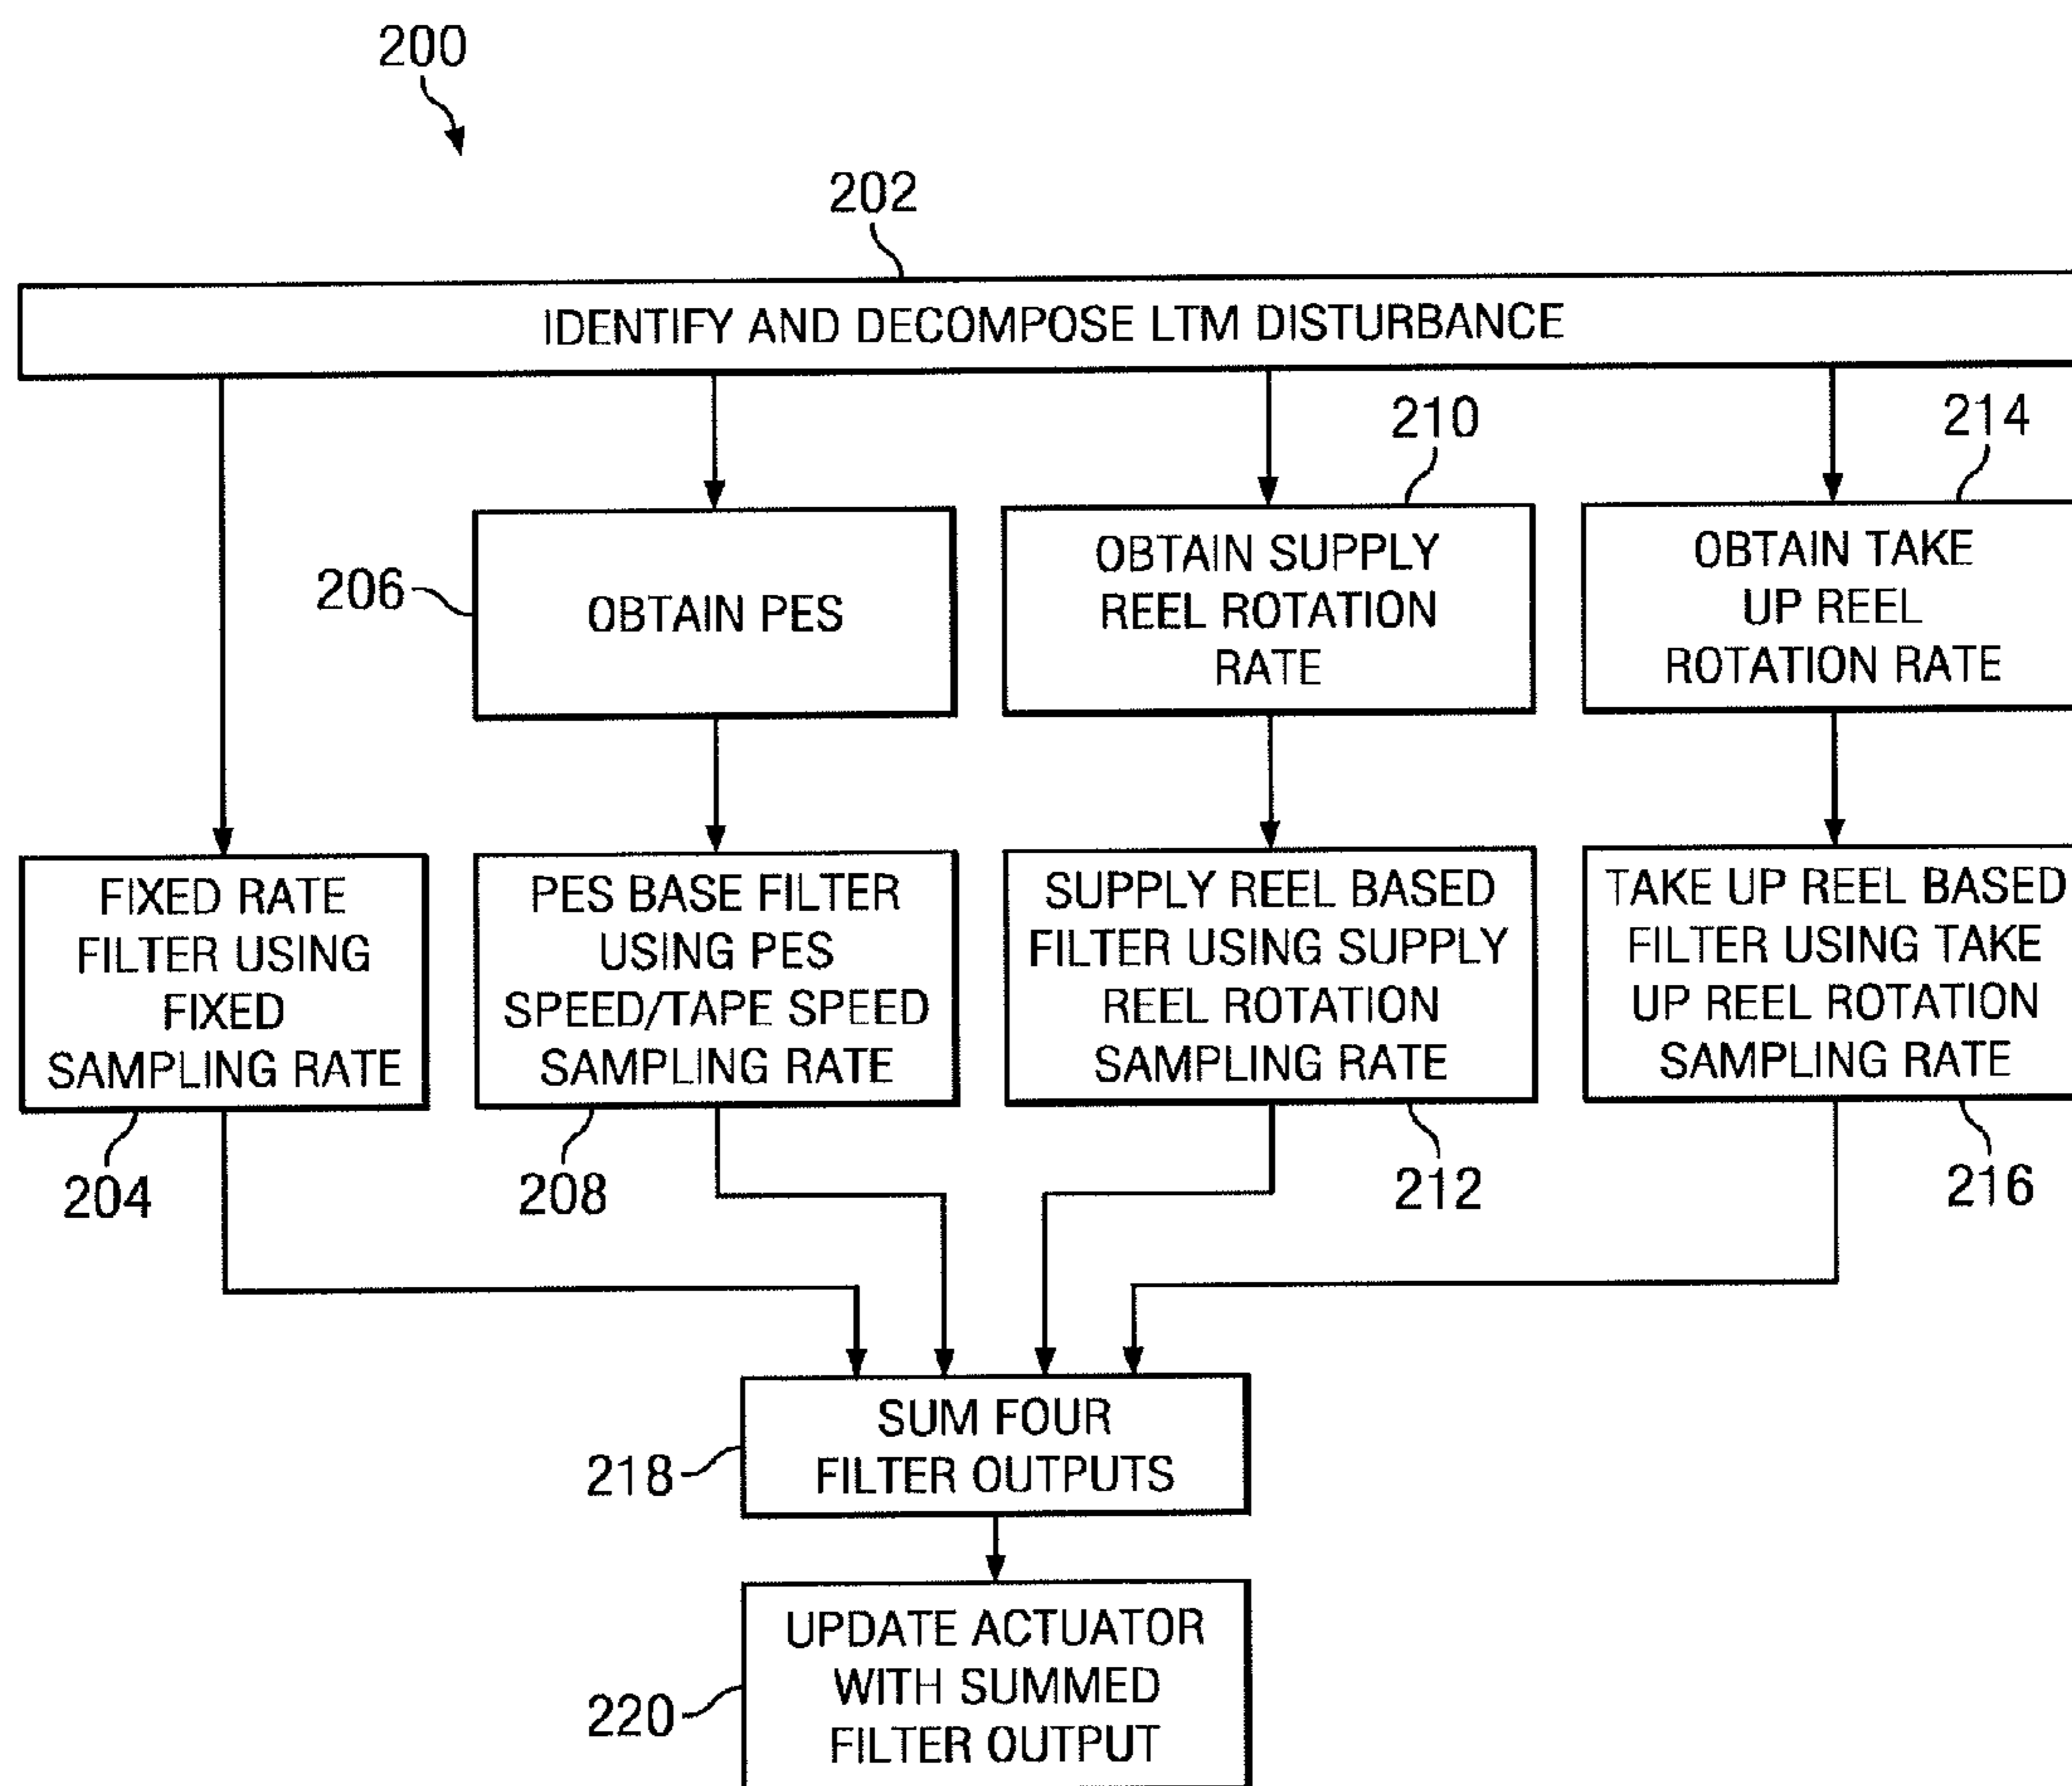 200
202
IDENTIFY AND DECOMPOSE LTM DISTURBANCE
210
214
206
OBTAIN PES
OBTAIN SUPPLY
REEL ROTATION
RATE
OBTAIN TAKE
UP REEL
ROTATION RATE
FIXED RATE
FILTER USING
FIXED
SAMPLING RATE
PES BASE FILTER
USING PES
SPEED/TAPE SPEED
SAMPLING RATE
SUPPLY REEL BASED
FILTER USING SUPPLY
REEL ROTATION
SAMPLING RATE
TAKE UP REEL BASED
FILTER USING TAKE
UP REEL ROTATION
SAMPLING RATE
204
208
212
216
SUM FOUR
FILTER OUTPUTS
218
UPDATE ACTUATOR
WITH SUMMED
FILTER OUTPUT
220